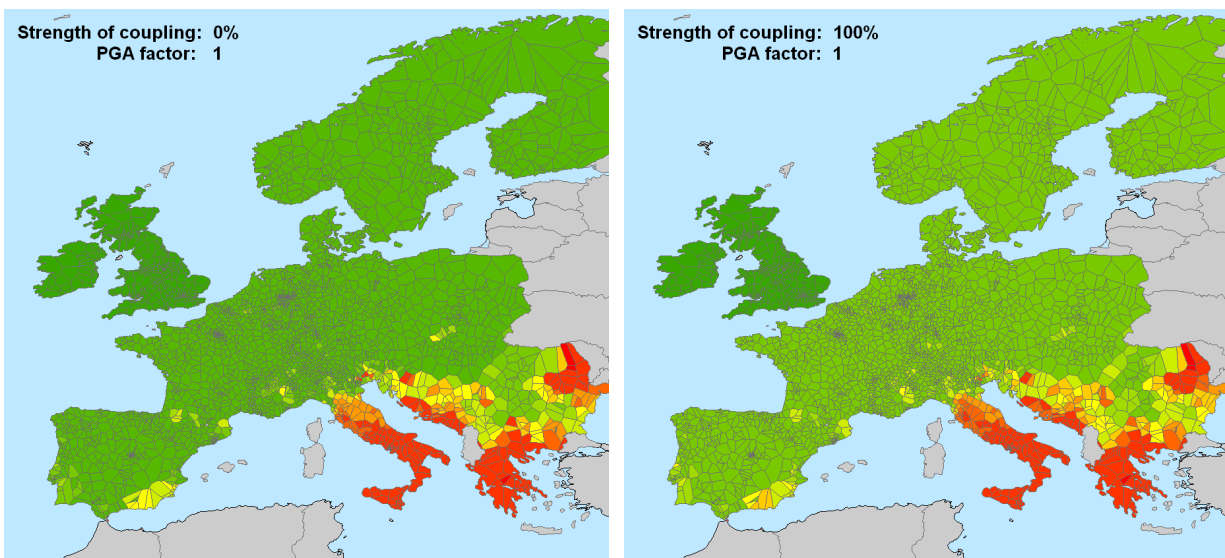 Strength of coupling: 0%
PGA factor: 1
Strength of coupling: 100%
PGA factor: 1